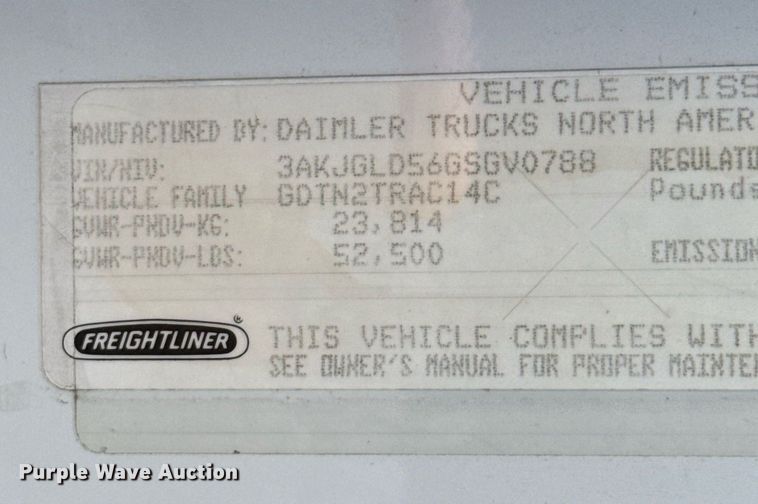 VEHICLE EMISS
MANUFACTURED BY: DAIMLER TRUCKS NORTH AMER
VIN/NIV: 3AKJGLD56GSGV0788 REGULATO
VEHICLE FAMILY GDTN2TRAC14C Pounds
GVWR-PNBV-KG: 23,814
GVWR-PNBV-LBS: 52,500 EMISSION
FREIGHTLINER ® THIS VEHICLE COMPLIES WITH
SEE OWNER'S MANUAL FOR PROPER MAINTEN
Purple Wave Auction